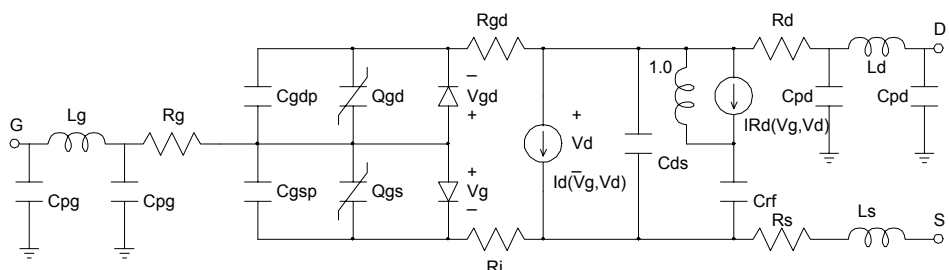 Rgd
Rd
D
1.0
Ld
Cgdp
Qgd
–
Vgd
+
Cpd
Cpd
IRd(Vg,Vd)
Lg
Rg
G
+
Vd
–
Id(Vg,Vd)
Cds
Cpg
Cpg
Cgsp
Qgs
+
Vg
–
Crf
Rs
Ls
S
Ri